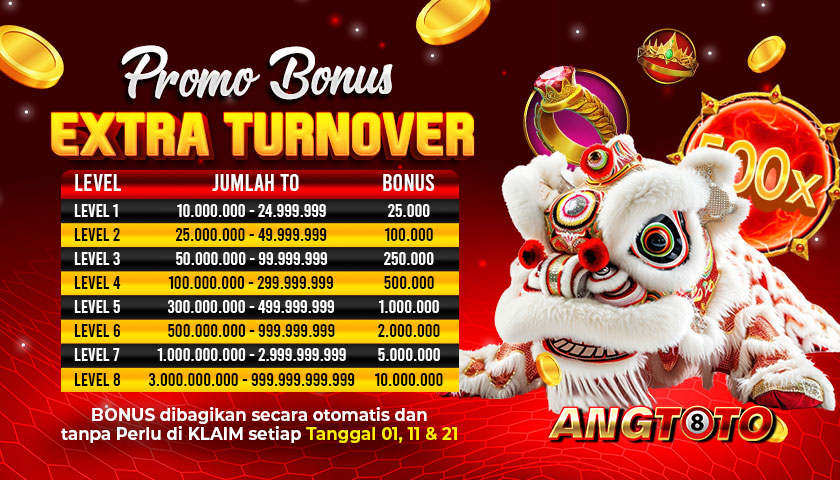 Promo Bonus
EXTRA TURNOVER
LEVEL JUMLAH TO BONUS
LEVEL 1 10.000.000 - 24.999.999 25.000
LEVEL 2 25.000.000 - 49.999.999 100.000
LEVEL 3 50.000.000 - 99.999.999 250.000
LEVEL 4 100.000.000 - 299.999.999 500.000
LEVEL 5 300.000.000 - 499.999.999 1.000.000
LEVEL 6 500.000.000 - 999.999.999 2.000.000
LEVEL 7 1.000.000.000 - 2.999.999.999 5.000.000
LEVEL 8 3.000.000.000 - 999.999.999.999 10.000.000
BONUS dibagikan secara otomatis dan
tanpa Perlu di KLAIM setiap Tanggal 01, 11 & 21
500x
ANGT8TO